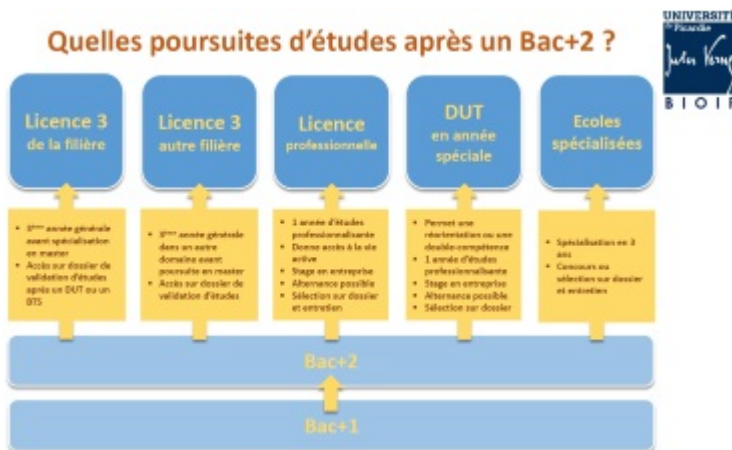 Quelles poursuites d'études après un Bac+2 ?
UNIVERSITÉ
de Picardie
Jules Verne
BIOIP
Licence 3
de la filière
Licence 3
autre filière
Licence
professionnelle
DUT
en année
spéciale
Ecoles
spécialisées
• 3ème année générale
avant spécialisation
en master
• Accès sur dossier de
validation d'études
après un DUT ou un
BTS
• 3ème année générale
dans un autre
domaine avant
poursuite en master
• Accès sur dossier de
validation d'études
• 1 année d'études
professionnalisante
• Donne accès à la vie
active
• Stage en entreprise
• Alternance possible
• Sélection sur dossier
et entretien
• Permet une
réorientation ou une
double-compétence
• 1 année d'études
professionnalisante
• Stage en entreprise
• Alternance possible
• Sélection sur dossier
• Spécialisation en 3
ans
• Concours ou
sélection sur dossier
et entretien
Bac+2
Bac+1